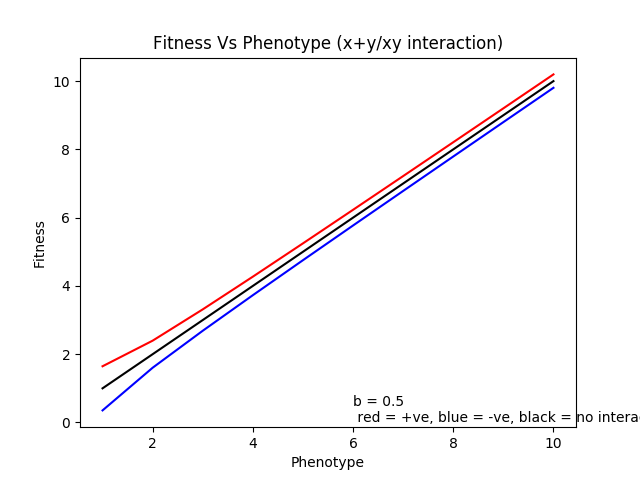 Fitness Vs Phenotype (x+y/xy interaction)
10
8
6
4
2
0
Fitness
b = 0.5
red = +ve, blue = -ve, black = no
2
4
6
8
10
Phenotype